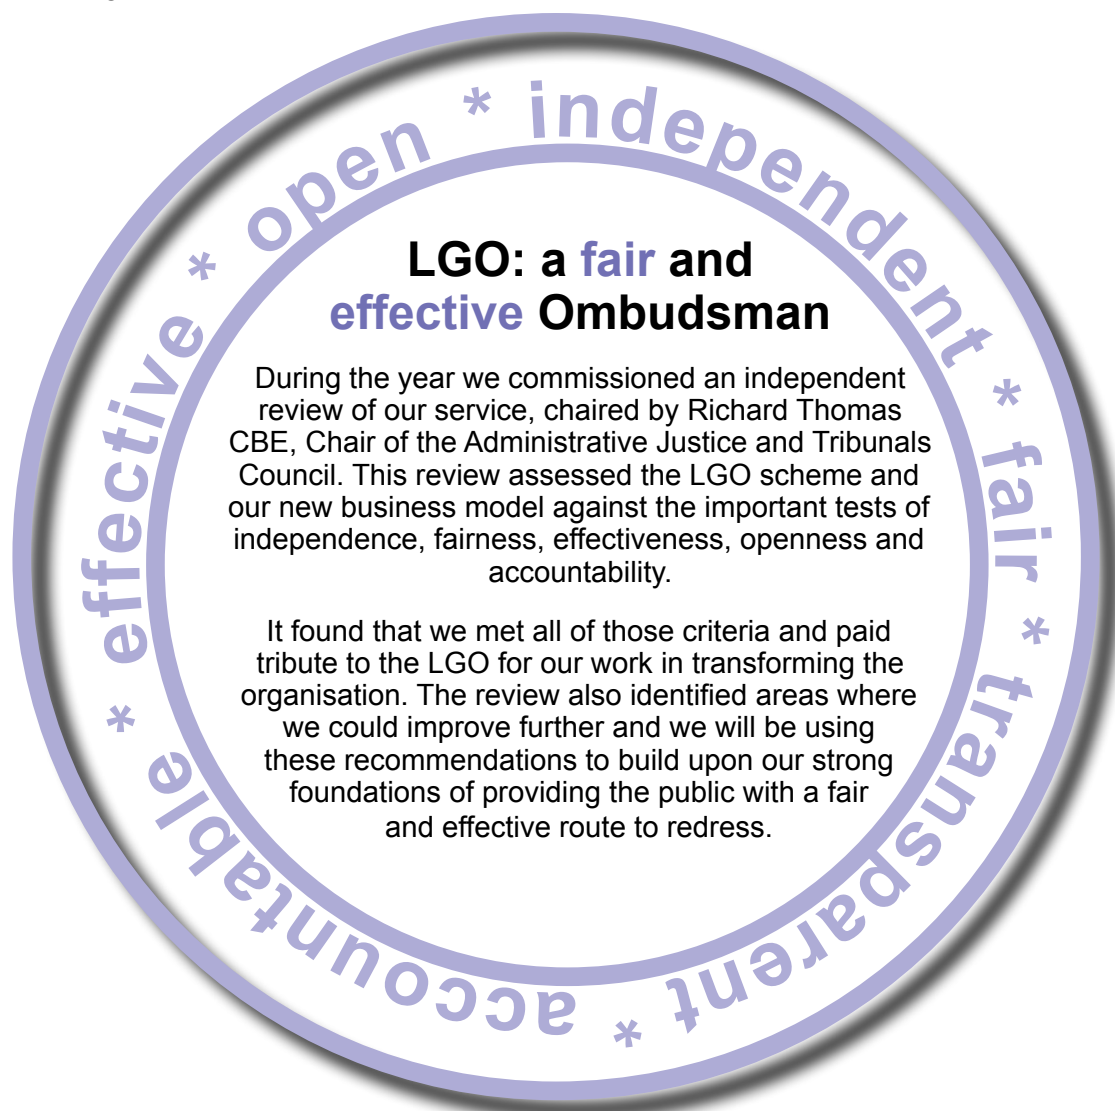 open * independent * fair * transparent * accountable * effective *
LGO: a fair and
effective Ombudsman
During the year we commissioned an independent
review of our service, chaired by Richard Thomas
CBE, Chair of the Administrative Justice and Tribunals
Council. This review assessed the LGO scheme and
our new business model against the important tests of
independence, fairness, effectiveness, openness and
accountability.
It found that we met all of those criteria and paid
tribute to the LGO for our work in transforming the
organisation. The review also identified areas where
we could improve further and we will be using
these recommendations to build upon our strong
foundations of providing the public with a fair
and effective route to redress.